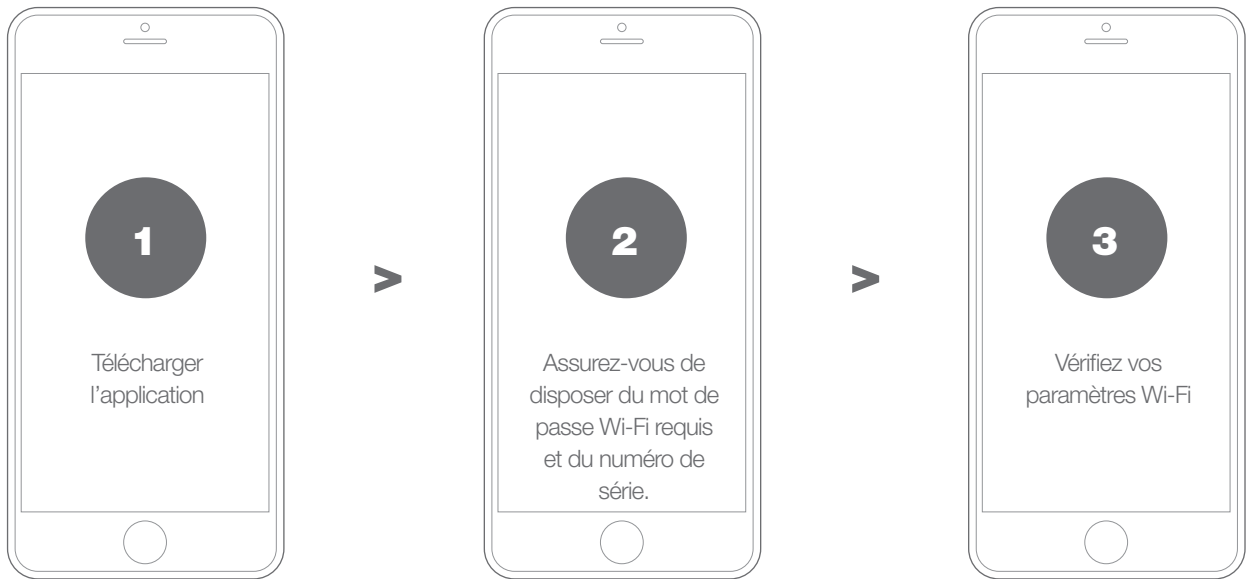 1
Télécharger
l'application
>
2
Assurez-vous de
disposer du mot de
passe Wi-Fi requis
et du numéro de
série.
>
3
Vérifiez vos
paramètres Wi-Fi